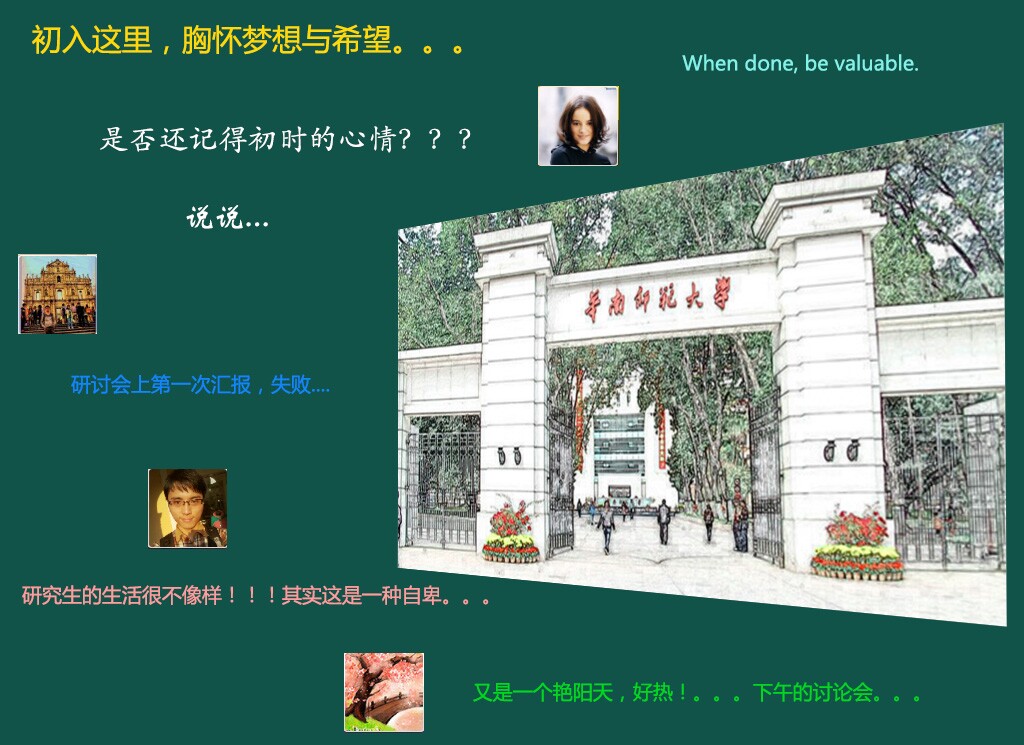 初入这里，胸怀梦想与希望。。。
When done, be valuable.
是否还记得初时的心情？？？
说说...
华南师范大学
研讨会上第一次汇报，失败....
研究生的生活很不像样！！！其实这是一种自卑。。。
又是一个艳阳天，好热！。。。下午的讨论会。。。